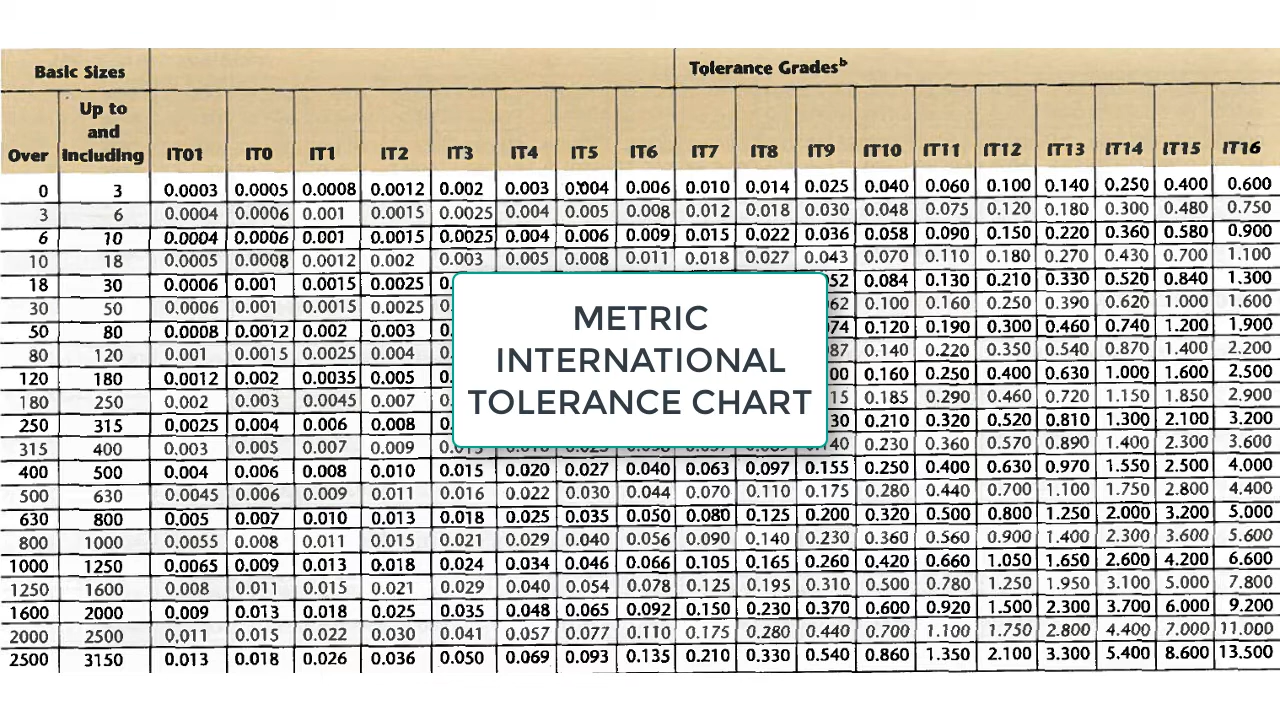 Basic Sizes Tolerance Gradesᵇ
Up to
and
Over including IT01 IT0 IT1 IT2 IT3 IT4 IT5 IT6 IT7 IT8 IT9 IT10 IT11 IT12 IT13 IT14 IT15 IT16
0 3 0.0003 0.0005 0.0008 0.0012 0.002 0.003 0.004 0.006 0.010 0.014 0.025 0.040 0.060 0.100 0.140 0.250 0.400 0.600
3 6 0.0004 0.0006 0.001 0.0015 0.0025 0.004 0.005 0.008 0.012 0.018 0.030 0.048 0.075 0.120 0.180 0.300 0.480 0.750
6 10 0.0004 0.0006 0.001 0.0015 0.0025 0.004 0.006 0.009 0.015 0.022 0.036 0.058 0.090 0.150 0.220 0.360 0.580 0.900
10 18 0.0005 0.0008 0.0012 0.002 0.003 0.005 0.008 0.011 0.018 0.027 0.043 0.070 0.110 0.180 0.270 0.430 0.700 1.100
18 30 0.0006 0.001 0.0015 0.0025 0.084 0.130 0.210 0.330 0.520 0.840 1.300
30 50 0.0006 0.001 0.0015 0.0025 0.100 0.160 0.250 0.390 0.620 1.000 1.600
METRIC
50 80 0.0008 0.0012 0.002 0.003 0.120 0.190 0.300 0.460 0.740 1.200 1.900
80 120 0.001 0.0015 0.0025 0.004 0.140 0.220 0.350 0.540 0.870 1.400 2.200
INTERNATIONAL
120 180 0.0012 0.002 0.0035 0.005 0.160 0.250 0.400 0.630 1.000 1.600 2.500
180 250 0.002 0.003 0.0045 0.007 0.185 0.290 0.460 0.720 1.150 1.850 2.900
TOLERANCE CHART
250 315 0.0025 0.004 0.006 0.008 0.210 0.320 0.520 0.810 1.300 2.100 3.200
315 400 0.003 0.005 0.007 0.009 0.230 0.360 0.570 0.890 1.400 2.300 3.600
400 500 0.004 0.006 0.008 0.010 0.015 0.020 0.027 0.040 0.063 0.097 0.155 0.250 0.400 0.630 0.970 1.550 2.500 4.000
500 630 0.0045 0.006 0.009 0.011 0.016 0.022 0.030 0.044 0.070 0.110 0.175 0.280 0.440 0.700 1.100 1.750 2.800 4.400
630 800 0.005 0.007 0.010 0.013 0.018 0.025 0.035 0.050 0.080 0.125 0.200 0.320 0.500 0.800 1.250 2.000 3.200 5.000
800 1000 0.0055 0.008 0.011 0.015 0.021 0.029 0.040 0.056 0.090 0.140 0.230 0.360 0.560 0.900 1.400 2.300 3.600 5.600
1000 1250 0.0065 0.009 0.013 0.018 0.024 0.034 0.046 0.066 0.105 0.165 0.260 0.420 0.660 1.050 1.650 2.600 4.200 6.600
1250 1600 0.008 0.011 0.015 0.021 0.029 0.040 0.054 0.078 0.125 0.195 0.310 0.500 0.780 1.250 1.950 3.100 5.000 7.800
1600 2000 0.009 0.013 0.018 0.025 0.035 0.048 0.065 0.092 0.150 0.230 0.370 0.600 0.920 1.500 2.300 3.700 6.000 9.200
2000 2500 0.011 0.015 0.022 0.030 0.041 0.057 0.077 0.110 0.175 0.280 0.440 0.700 1.100 1.750 2.800 4.400 7.000 11.000
2500 3150 0.013 0.018 0.026 0.036 0.050 0.069 0.093 0.135 0.210 0.330 0.540 0.860 1.350 2.100 3.300 5.400 8.600 13.500